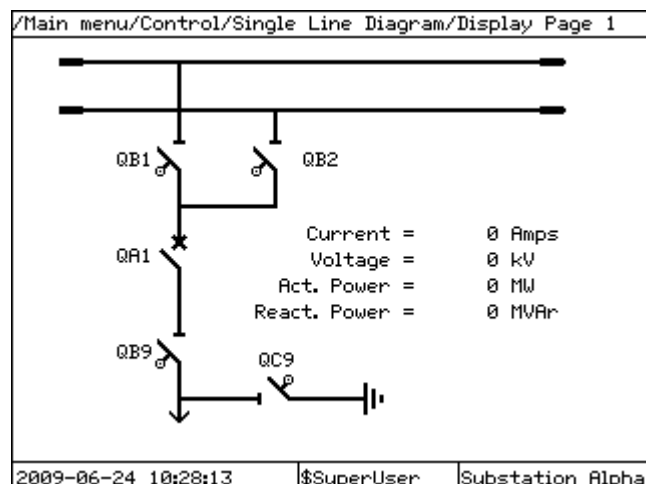 /Main menu/Control/Single Line Diagram/Display Page 1
QB1
QB2
QA1
Current = 0 Amps
Voltage = 0 kV
Act. Power = 0 MW
React. Power = 0 MVAr
QB9
QC9
2009-06-24 10:28:13 $SuperUser Substation Alpha